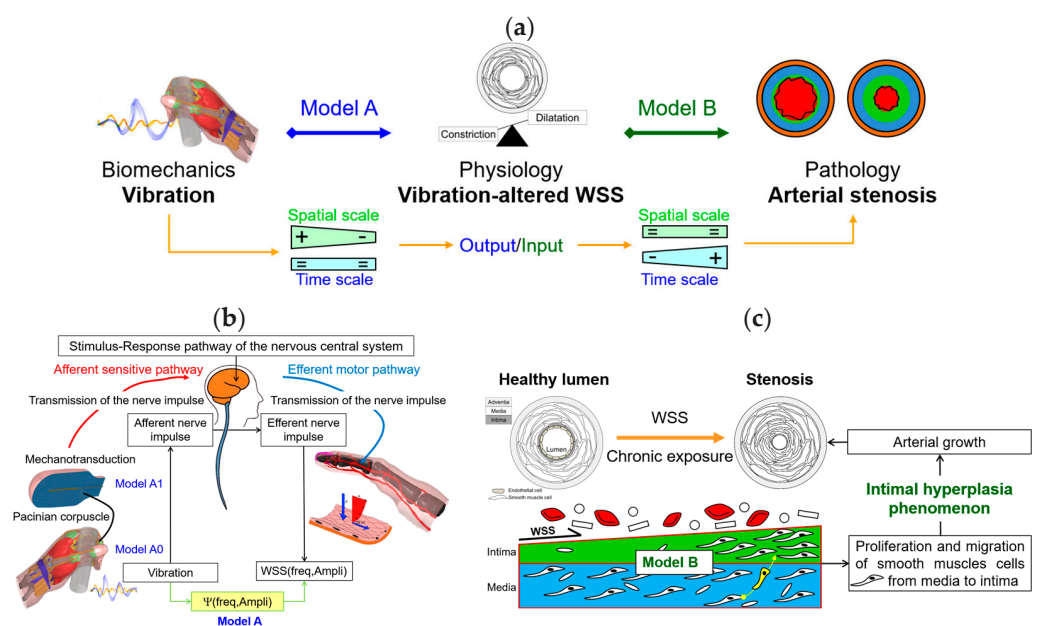 (a)
Model A
Model B
Constriction
Dilatation
Biomechanics
Vibration
Physiology
Vibration-altered WSS
Pathology
Arterial stenosis
Spatial scale
+ -
= =
Time scale
Output/Input
Spatial scale
= =
- +
Time scale
(b)
Stimulus-Response pathway of the nervous central system
Afferent sensitive pathway
Efferent motor pathway
Transmission of the nerve impulse
Transmission of the nerve impulse
Afferent nerve
impulse
Efferent nerve
impulse
Mechanotransduction
Model A1
Pacinian corpuscle
Model A0
Vibration
WSS(freq,Ampli)
Ψ(freq,Ampli)
Model A
(c)
Healthy lumen
Stenosis
Adventia
Media
Intima
Lumen
Endothelial cell
Smooth muscle cell
WSS
Chronic exposure
Arterial growth
Intimal hyperplasia
phenomenon
WSS
Intima
Media
Model B
Proliferation and migration
of smooth muscles cells
from media to intima